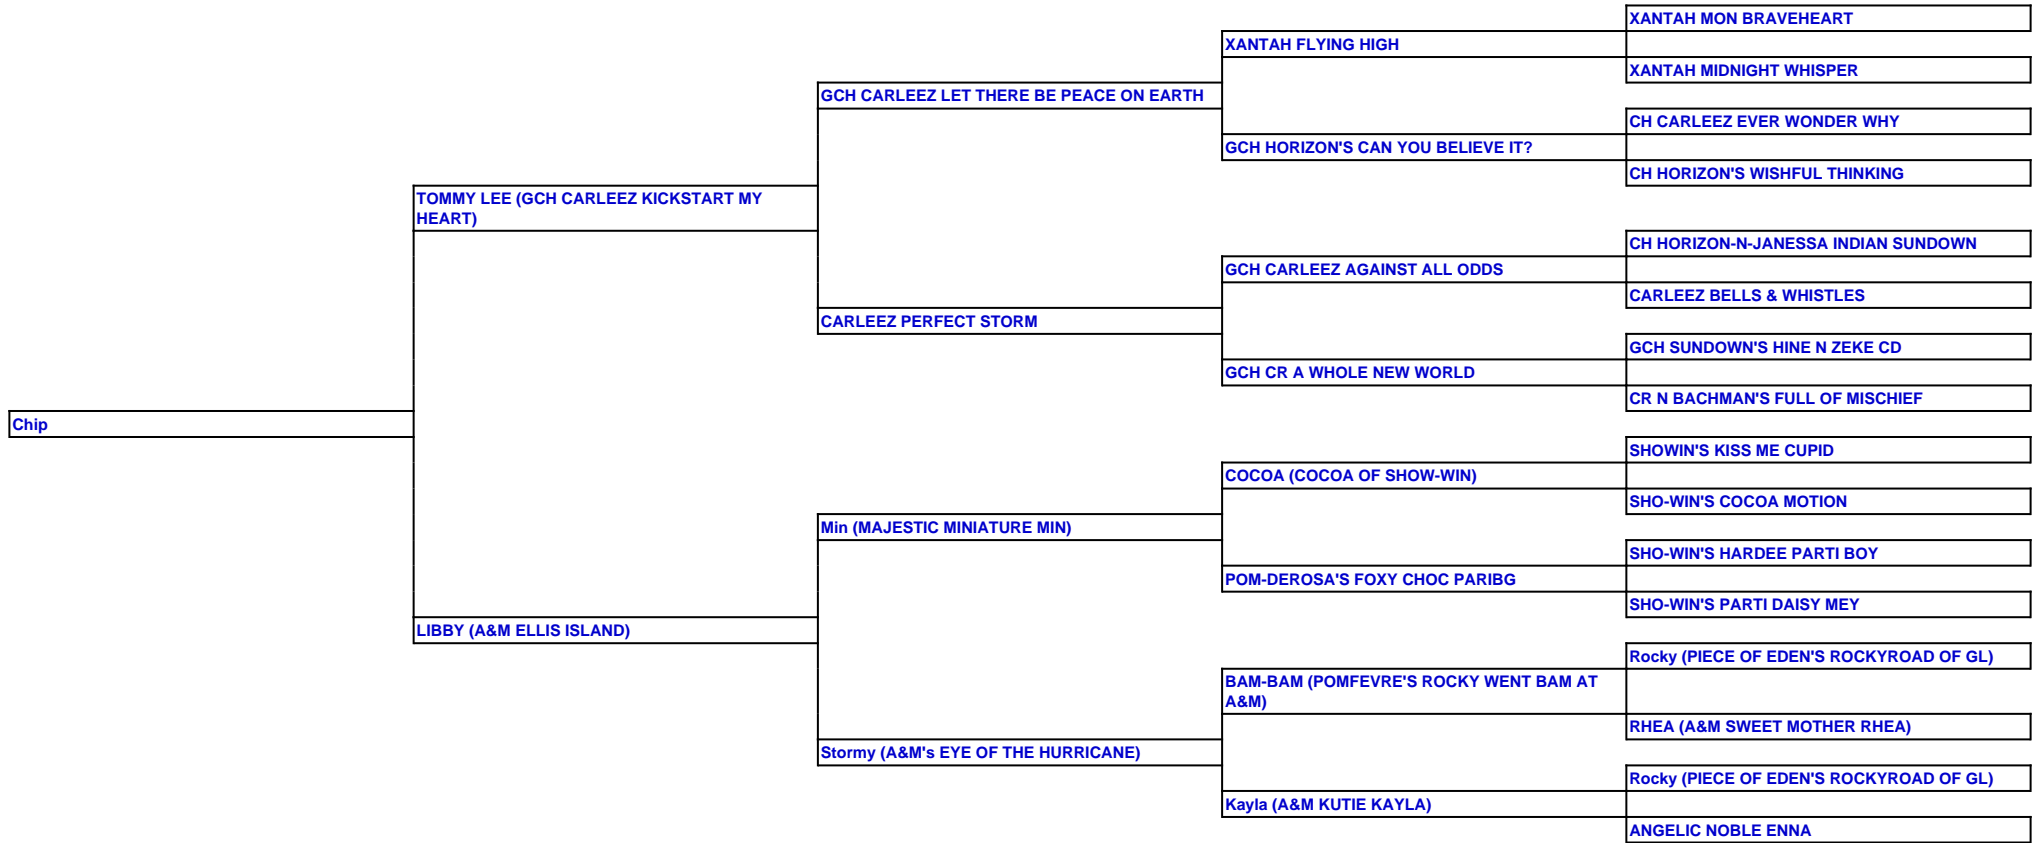 XANTAH MON BRAVEHEART
XANTAH FLYING HIGH
XANTAH MIDNIGHT WHISPER
GCH CARLEEZ LET THERE BE PEACE ON EARTH
CH CARLEEZ EVER WONDER WHY
GCH HORIZON'S CAN YOU BELIEVE IT?
CH HORIZON'S WISHFUL THINKING
TOMMY LEE (GCH CARLEEZ KICKSTART MY
HEART)
CH HORIZON-N-JANESSA INDIAN SUNDOWN
GCH CARLEEZ AGAINST ALL ODDS
CARLEEZ BELLS & WHISTLES
CARLEEZ PERFECT STORM
GCH SUNDOWN'S HINE N ZEKE CD
GCH CR A WHOLE NEW WORLD
CR N BACHMAN'S FULL OF MISCHIEF
Chip
SHOWIN'S KISS ME CUPID
COCOA (COCOA OF SHOW-WIN)
SHO-WIN'S COCOA MOTION
Min (MAJESTIC MINIATURE MIN)
SHO-WIN'S HARDEE PARTI BOY
POM-DEROSA'S FOXY CHOC PARIBG
SHO-WIN'S PARTI DAISY MEY
LIBBY (A&M ELLIS ISLAND)
Rocky (PIECE OF EDEN'S ROCKYROAD OF GL)
BAM-BAM (POMFEVRE'S ROCKY WENT BAM AT
A&M)
RHEA (A&M SWEET MOTHER RHEA)
Stormy (A&M's EYE OF THE HURRICANE)
Rocky (PIECE OF EDEN'S ROCKYROAD OF GL)
Kayla (A&M KUTIE KAYLA)
ANGELIC NOBLE ENNA